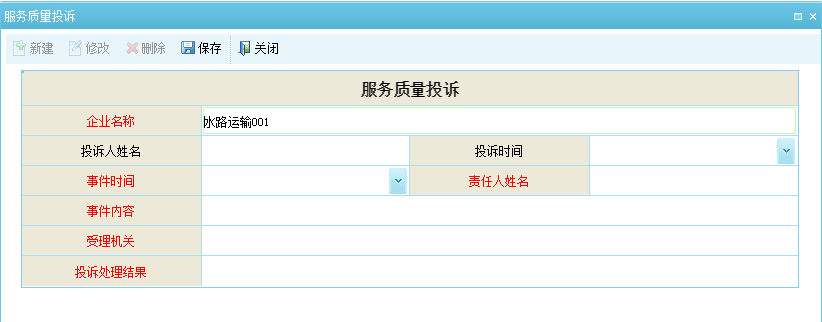 服务质量投诉
新建 修改 删除 保存 关闭
服务质量投诉
企业名称 水路运输001
投诉人姓名 投诉时间
事件时间 责任人姓名
事件内容
受理机关
投诉处理结果